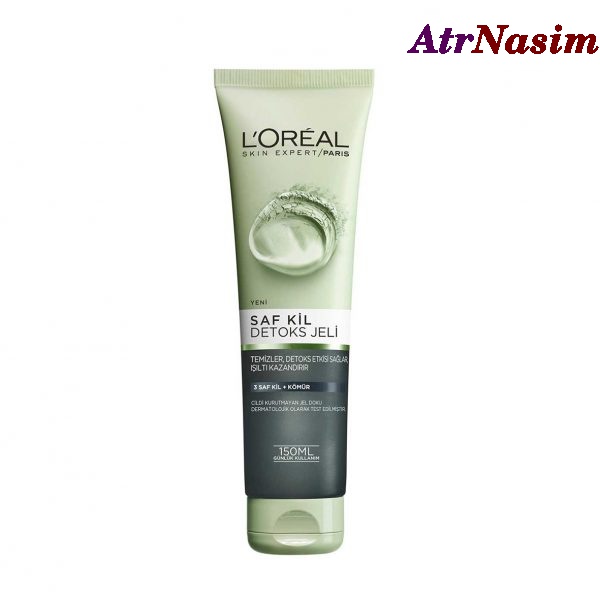 AtrNasim
L'ORÉAL
SKIN EXPERT/PARIS
YENİ
SAF KİL
DETOKS JELİ
TEMİZLER, DETOKS ETKİSİ SAĞLAR,
IŞILTI KAZANDIRIR
3 SAF KİL + KÖMÜR
CİLDİ KURUTMAYAN JEL DOKU
DERMATOLOJİK OLARAK TEST EDİLMİŞTİR.
150ML
GÜNLÜK KULLANIM